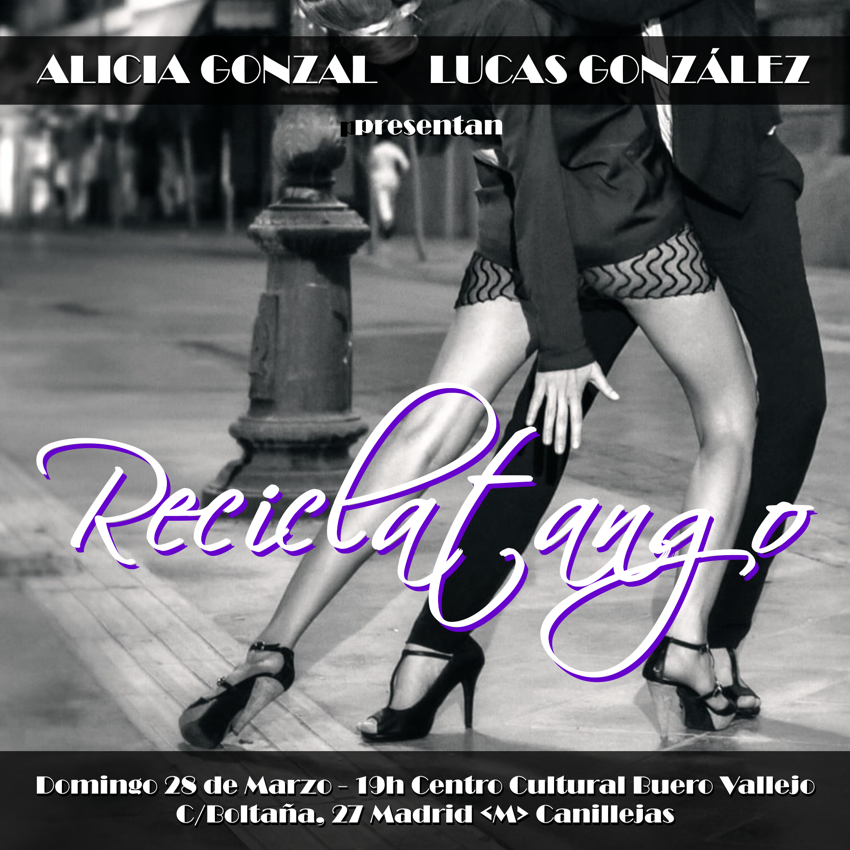 ALICIA GONZAL LUCAS GONZÁLEZ
presentan
Reciclatango
Domingo 28 de Marzo - 19h Centro Cultural Buero Vallejo
C/Boltaña, 27 Madrid <M> Canillejas